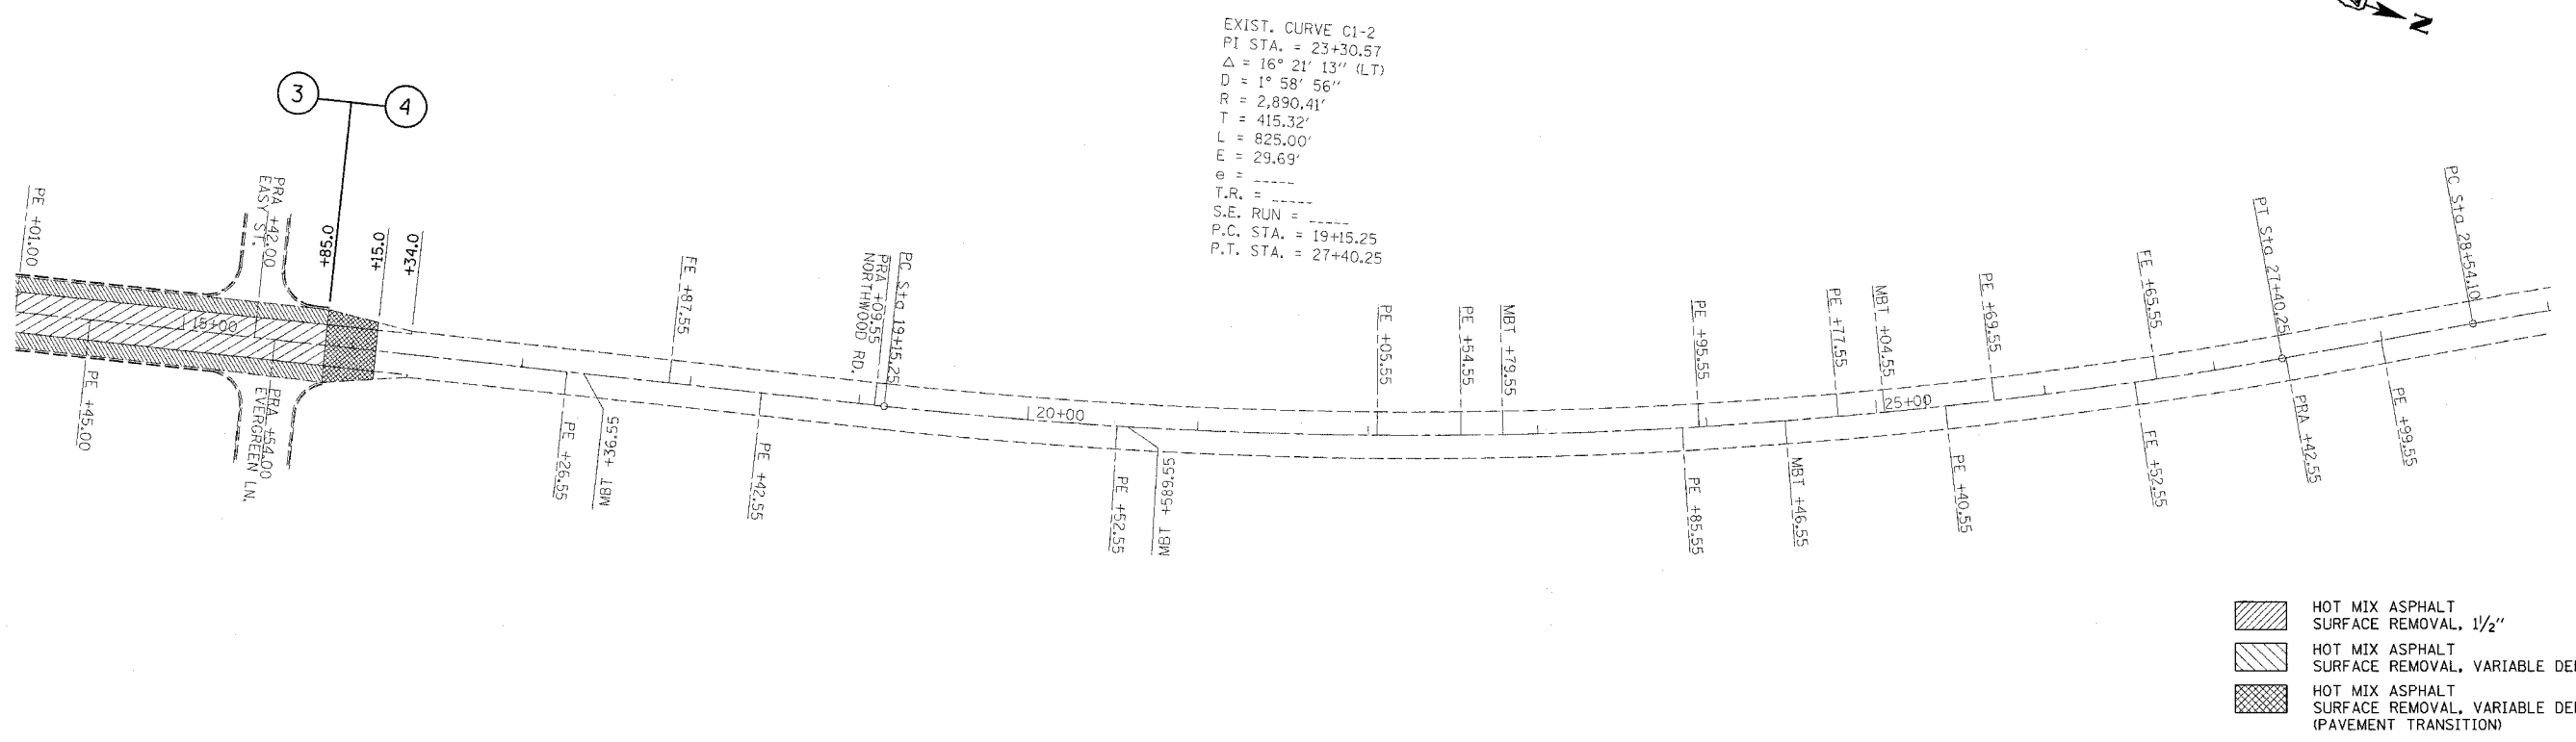 EXIST. CURVE C1-2
PI STA. = 23+30.57
Δ = 16° 21' 13" (LT)
D = 1° 58' 56"
R = 2,890.41'
T = 415.32'
L = 825.00'
E = 29.69'
e = _____
T.R. = _____
S.E. RUN = _____
P.C. STA. = 19+15.25
P.T. STA. = 27+40.25
N
3
4
PE +01.00
PRA +42.00
EASY ST.
+85.0
+15.0
+34.0
FE +87.55
PRA +09.55
NORTHWOOD RD.
PC Sta 19+15.25
PE +05.55
PE +54.55
MBT +79.55
PE +95.55
PE +77.55
MBT +04.55
PE +69.55
FE +65.55
PT Sta 27+40.25
PC Sta 28+54.10
15+00
20+00
25+00
PE +45.00
PRA +54.00
EVERGREEN LN.
PE +26.55
MBT +36.55
PE +42.55
PE +52.55
MBT +589.55
PE +85.55
MBT +46.55
PE +40.55
FE +52.55
PRA +42.55
PE +99.55
HOT MIX ASPHALT
SURFACE REMOVAL, 1½"
HOT MIX ASPHALT
SURFACE REMOVAL, VARIABLE DE
HOT MIX ASPHALT
SURFACE REMOVAL, VARIABLE DE
(PAVEMENT TRANSITION)